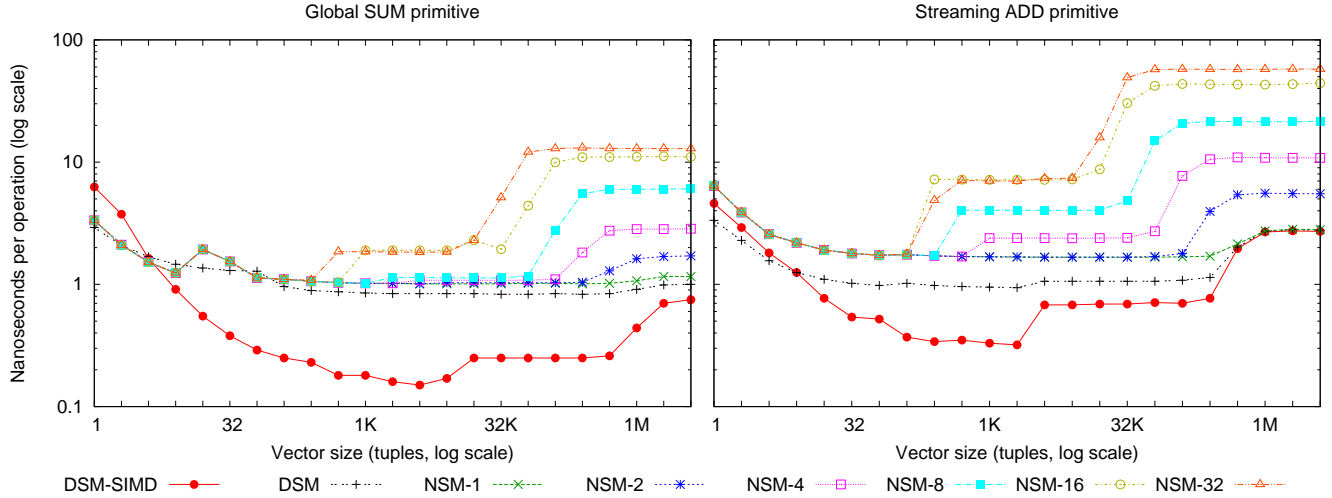 Global SUM primitive
Streaming ADD primitive
Nanoseconds per operation (log scale)
100
10
1
0.1
1 32 1K 32K 1M
1 32 1K 32K 1M
Vector size (tuples, log scale)
Vector size (tuples, log scale)
DSM-SIMD DSM NSM-1 NSM-2 NSM-4 NSM-8 NSM-16 NSM-32